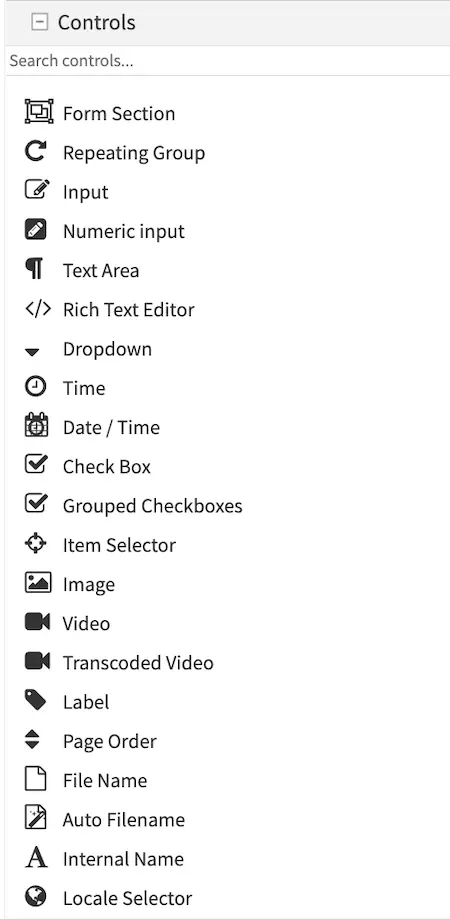 Controls
Search controls...
Form Section
Repeating Group
Input
Numeric input
Text Area
Rich Text Editor
Dropdown
Time
Date / Time
Check Box
Grouped Checkboxes
Item Selector
Image
Video
Transcoded Video
Label
Page Order
File Name
Auto Filename
Internal Name
Locale Selector